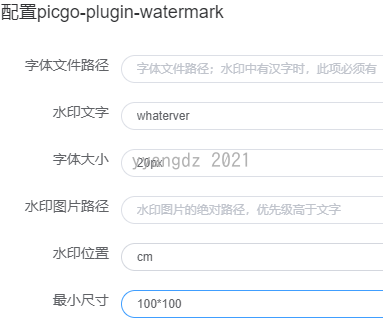 配置picgo-plugin-watermark
字体文件路径 字体文件路径；水印中有汉字时，此项必须有
水印文字 whaterver
字体大小 20px
yuangdz 2021
水印图片路径 水印图片的绝对路径，优先级高于文字
水印位置 cm
最小尺寸 100*100